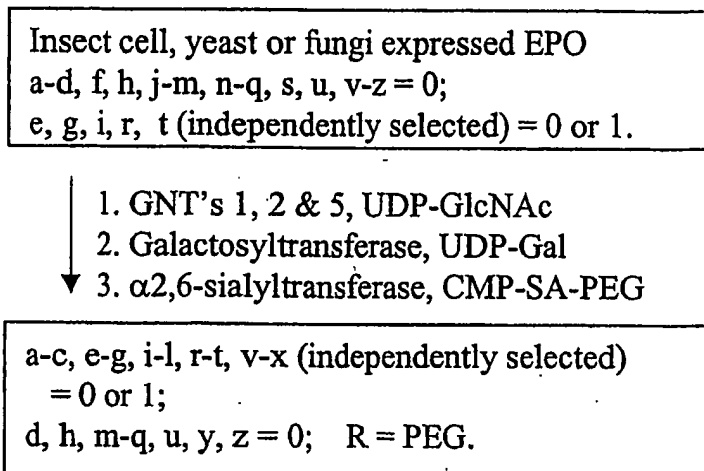 Insect cell, yeast or fungi expressed EPO
a-d, f, h, j-m, n-q, s, u, v-z = 0;
e, g, i, r, t (independently selected) = 0 or 1.
1. GNT's 1, 2 & 5, UDP-GlcNAc
2. Galactosyltransferase, UDP-Gal
3. α2,6-sialyltransferase, CMP-SA-PEG
a-c, e-g, i-l, r-t, v-x (independently selected)
= 0 or 1;
d, h, m-q, u, y, z = 0; R = PEG.